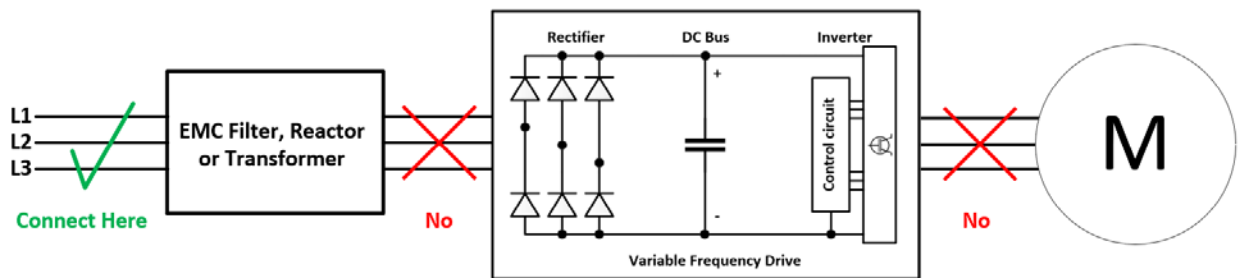 Rectifier
DC Bus
Inverter
L1
L2
L3
EMC Filter, Reactor
or Transformer
+
-
Control circuit
M
Connect Here
No
No
Variable Frequency Drive